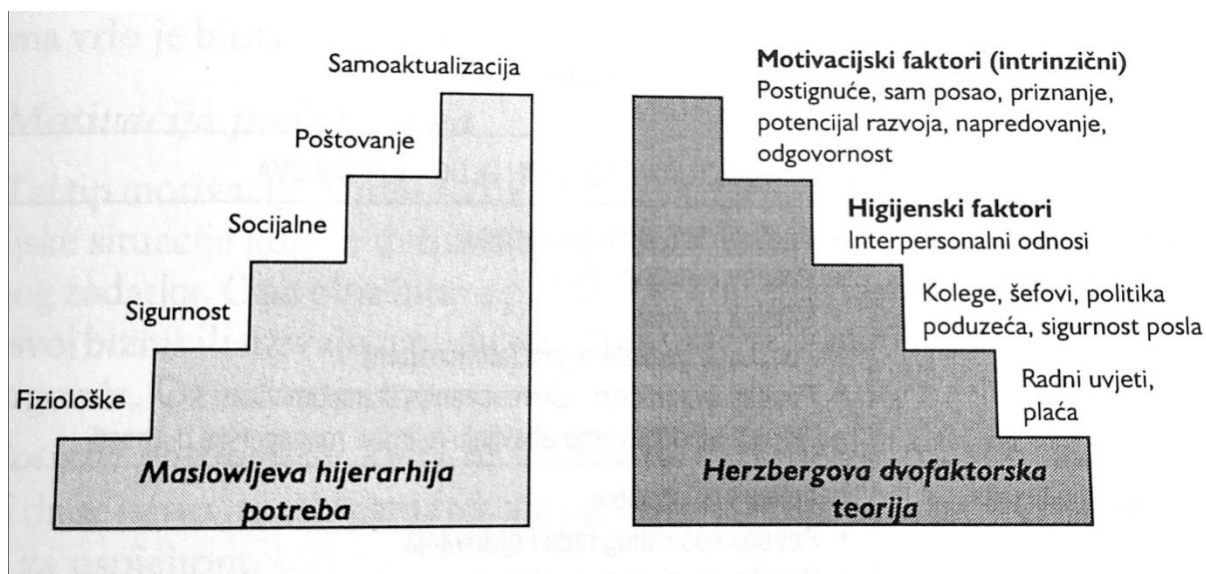 Samoaktualizacija
Poštovanje
Socijalne
Sigurnost
Fiziološke
Maslowljeva hijerarhija
potreba
Motivacijski faktori (intrinzični)
Postignuće, sam posao, priznanje,
potencijal razvoja, napredovanje,
odgovornost
Higijenski faktori
Interpersonalni odnosi
Kolege, šefovi, politika
poduzeća, sigurnost posla
Radni uvjeti,
plaća
Herzbergova dvofaktorska
teorija